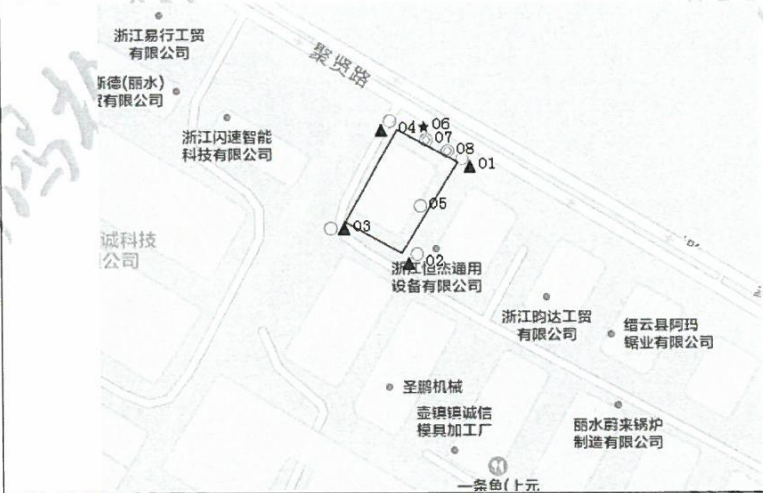 浙江易行工贸
有限公司
聚贤路
斯德(丽水)
贸有限公司
浙江闪速智能
科技有限公司
04
06
07
08
01
05
03
02
诚科技
公司
浙江恒杰通用
设备有限公司
浙江昀达工贸
有限公司
缙云县阿玛
锯业有限公司
圣鹏机械
壶镇镇诚信
模具加工厂
丽水蔚来锅炉
制造有限公司
一条鱼(上元